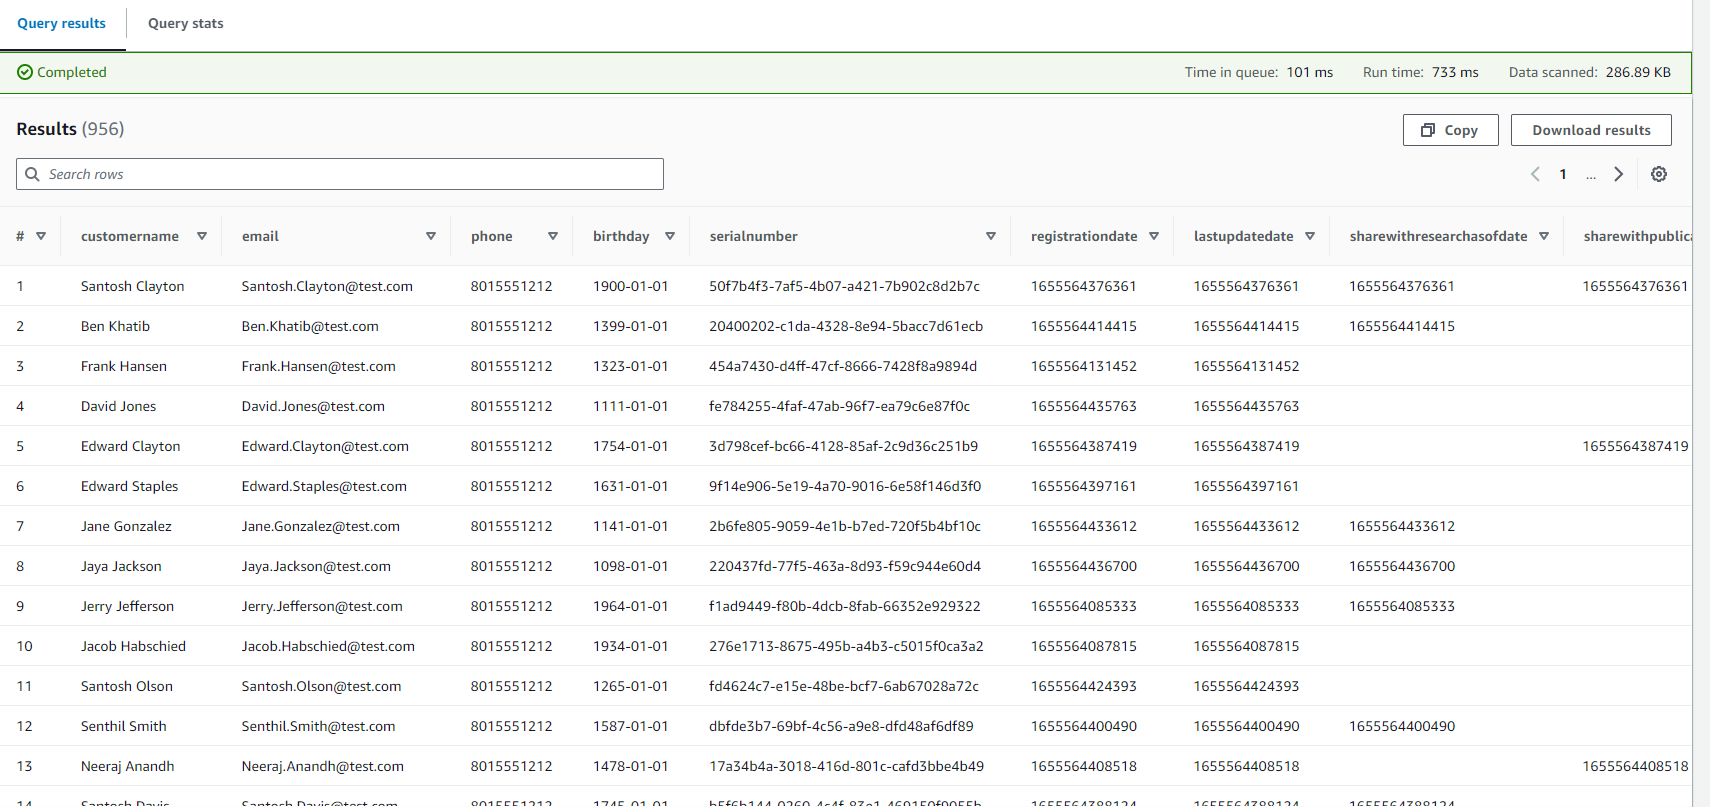 Query results Query stats
Completed Time in queue: 101 ms Run time: 733 ms Data scanned: 286.89 KB
Results (956) Copy Download results
Search rows 1 ...
# customername email phone birthday serialnumber registrationdate lastupdatedate sharewithresearchasofdate sharewithpublica
1 Santosh Clayton Santosh.Clayton@test.com 8015551212 1900-01-01 50f7b4f3-7af5-4b07-a421-7b902c8d2b7c 1655564376361 1655564376361 1655564376361 1655564376361
2 Ben Khatib Ben.Khatib@test.com 8015551212 1399-01-01 20400202-c1da-4328-8e94-5bacc7d61ecb 1655564414415 1655564414415 1655564414415
3 Frank Hansen Frank.Hansen@test.com 8015551212 1323-01-01 454a7430-d4ff-47cf-8666-7428f8a9894d 1655564131452 1655564131452
4 David Jones David.Jones@test.com 8015551212 1111-01-01 fe784255-4faf-47ab-96f7-ea79c6e87f0c 1655564435763 1655564435763
5 Edward Clayton Edward.Clayton@test.com 8015551212 1754-01-01 3d798cef-bc66-4128-85af-2c9d36c251b9 1655564387419 1655564387419 1655564387419
6 Edward Staples Edward.Staples@test.com 8015551212 1631-01-01 9f14e906-5e19-4a70-9016-6e58f146d3f0 1655564397161 1655564397161
7 Jane Gonzalez Jane.Gonzalez@test.com 8015551212 1141-01-01 2b6fe805-9059-4e1b-b7ed-720f5b4bf10c 1655564433612 1655564433612 1655564433612
8 Jaya Jackson Jaya.Jackson@test.com 8015551212 1098-01-01 220437fd-77f5-463a-8d93-f59c944e60d4 1655564436700 1655564436700 1655564436700
9 Jerry Jefferson Jerry.Jefferson@test.com 8015551212 1964-01-01 f1ad9449-f80b-4dcb-8fab-66352e929322 1655564085333 1655564085333 1655564085333
10 Jacob Habschied Jacob.Habschied@test.com 8015551212 1934-01-01 276e1713-8675-495b-a4b3-c5015f0ca3a2 1655564087815 1655564087815
11 Santosh Olson Santosh.Olson@test.com 8015551212 1265-01-01 fd4624c7-e15e-48be-bcf7-6ab67028a72c 1655564424393 1655564424393
12 Senthil Smith Senthil.Smith@test.com 8015551212 1587-01-01 dbfde3b7-69bf-4c56-a9e8-dfd48af6df89 1655564400490 1655564400490 1655564400490
13 Neeraj Anandh Neeraj.Anandh@test.com 8015551212 1478-01-01 17a34b4a-3018-416d-801c-cafd3bbe4b49 1655564408518 1655564408518 1655564408518
14 Santosh Davis Santosh.Davis@test.com 8015551212 1745-01-01